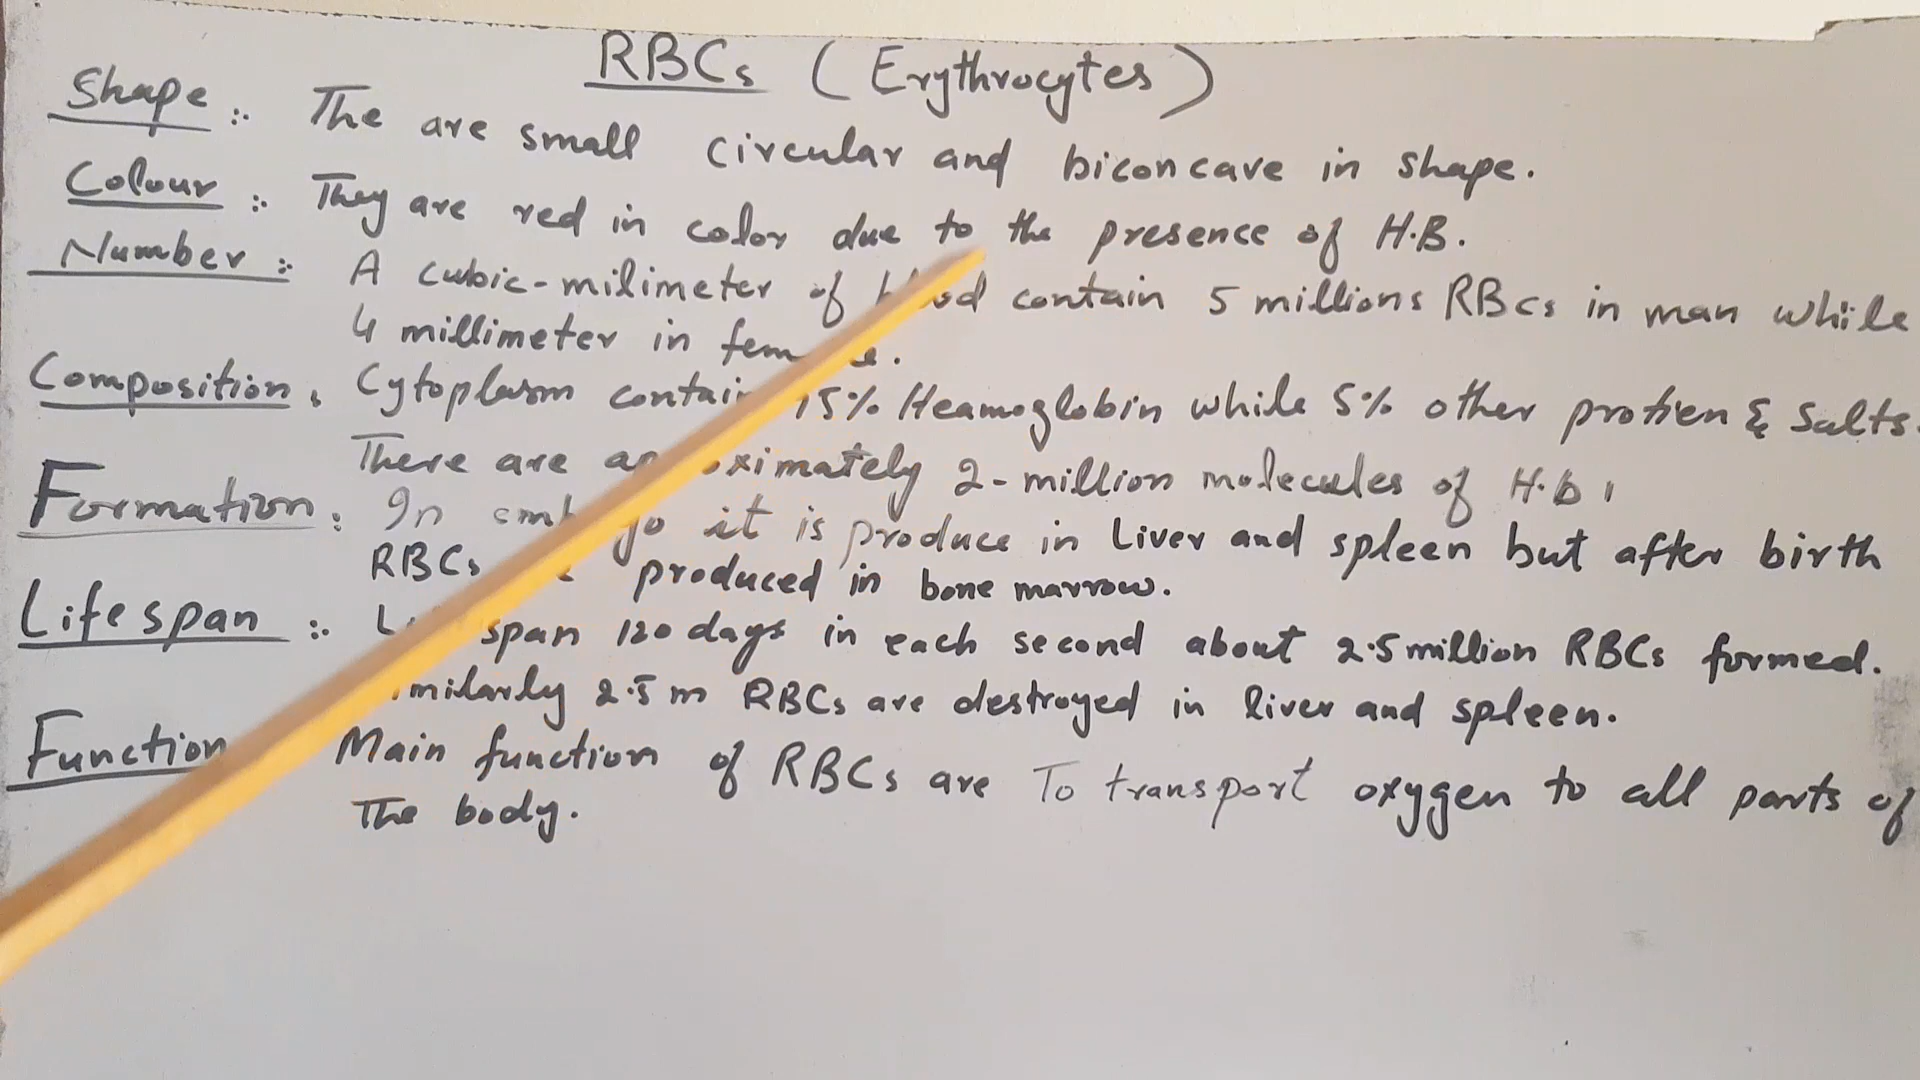 RBCs (Erythrocytes)
Shape :. The are small circular and biconcave in shape.
Colour :. They are red in color due to the presence of H.B.
Number :. A cubic-milimeter of contain 5 millions RBCs in man while
4 millimeter in
Composition : Cytoplasm Heamoglobin while 5% other protien & Salts.
There are 2-million molecules of H.b,
Formation : In it is produce in Liver and spleen but after birth
RBCs produced in bone marrow.
Lifespan :. span 120 days in each second about 2.5 million RBCs formed.
2.5 m RBCs are destroyed in liver and spleen.
Function Main function of RBCs are To transport oxygen to all parts of
The body.